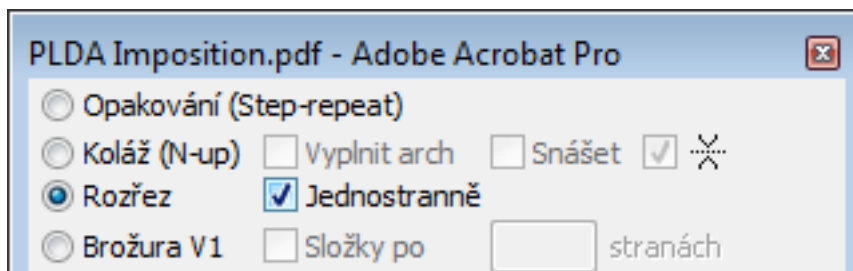 PLDA Imposition.pdf - Adobe Acrobat Pro
Opakování (Step-repeat)
Koláž (N-up) Vyplnit arch Snášet
Rozřez Jednostranně
Brožura V1 Složky po stranách